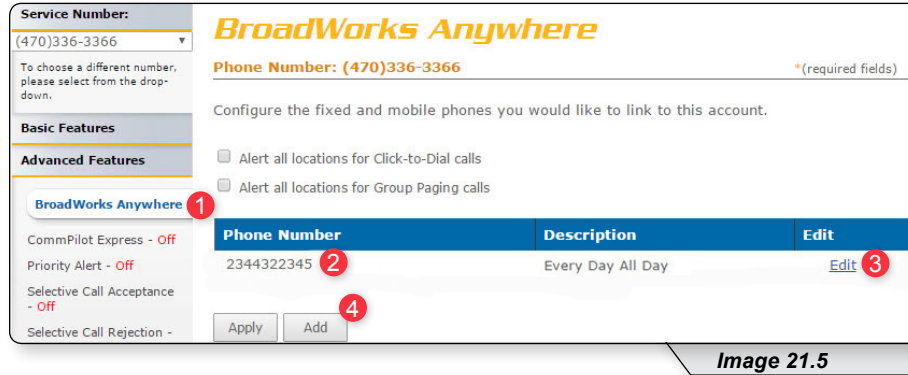 Service Number:
(470)336-3366
To choose a different number,
please select from the drop-
down.
Basic Features
Advanced Features
BroadWorks Anywhere 1
CommPilot Express - Off
Priority Alert - Off
Selective Call Acceptance
- Off
Selective Call Rejection -
BroadWorks Anywhere
Phone Number: (470)336-3366 *(required fields)
Configure the fixed and mobile phones you would like to link to this account.
Alert all locations for Click-to-Dial calls
Alert all locations for Group Paging calls
Phone Number Description Edit
2344322345 2 Every Day All Day Edit 3
4
Apply Add
Image 21.5